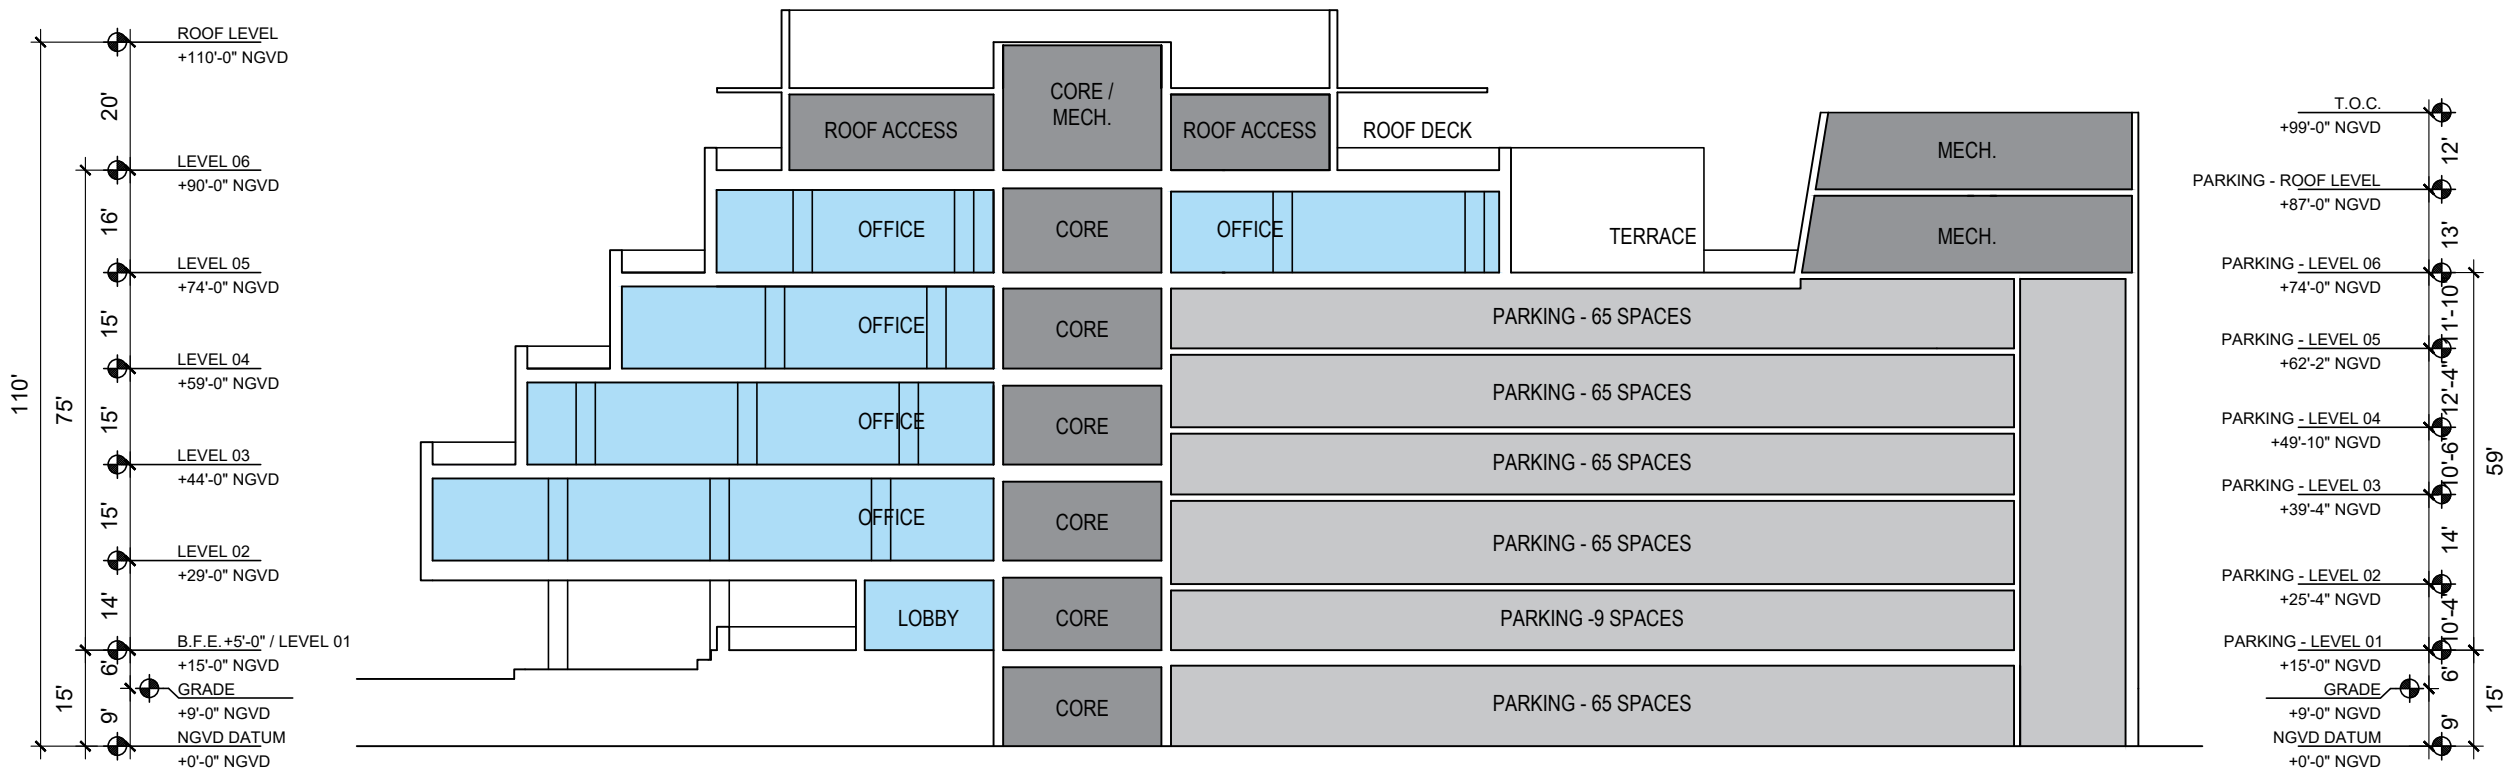 ROOF LEVEL
+110'-0" NGVD
LEVEL 06
+90'-0" NGVD
LEVEL 05
+74'-0" NGVD
LEVEL 04
+59'-0" NGVD
LEVEL 03
+44'-0" NGVD
LEVEL 02
+29'-0" NGVD
B.F.E.+5'-0" / LEVEL 01
+15'-0" NGVD
GRADE
+9'-0" NGVD
NGVD DATUM
+0'-0" NGVD
20'
16'
15'
15'
15'
14'
6'
9'
75'
15'
110'
CORE /
MECH.
ROOF ACCESS
ROOF ACCESS
ROOF DECK
MECH.
OFFICE
CORE
OFFICE
TERRACE
MECH.
OFFICE
CORE
PARKING - 65 SPACES
OFFICE
CORE
PARKING - 65 SPACES
PARKING - 65 SPACES
OFFICE
CORE
PARKING - 65 SPACES
LOBBY
CORE
PARKING -9 SPACES
CORE
PARKING - 65 SPACES
T.O.C.
+99'-0" NGVD
PARKING - ROOF LEVEL
+87'-0" NGVD
PARKING - LEVEL 06
+74'-0" NGVD
PARKING - LEVEL 05
+62'-2" NGVD
PARKING - LEVEL 04
+49'-10" NGVD
PARKING - LEVEL 03
+39'-4" NGVD
PARKING - LEVEL 02
+25'-4" NGVD
PARKING - LEVEL 01
+15'-0" NGVD
GRADE
+9'-0" NGVD
NGVD DATUM
+0'-0" NGVD
12'
13'
11'-10"
12'-4"
10'-6"
14'
10'-4"
6'
9'
59'
15'